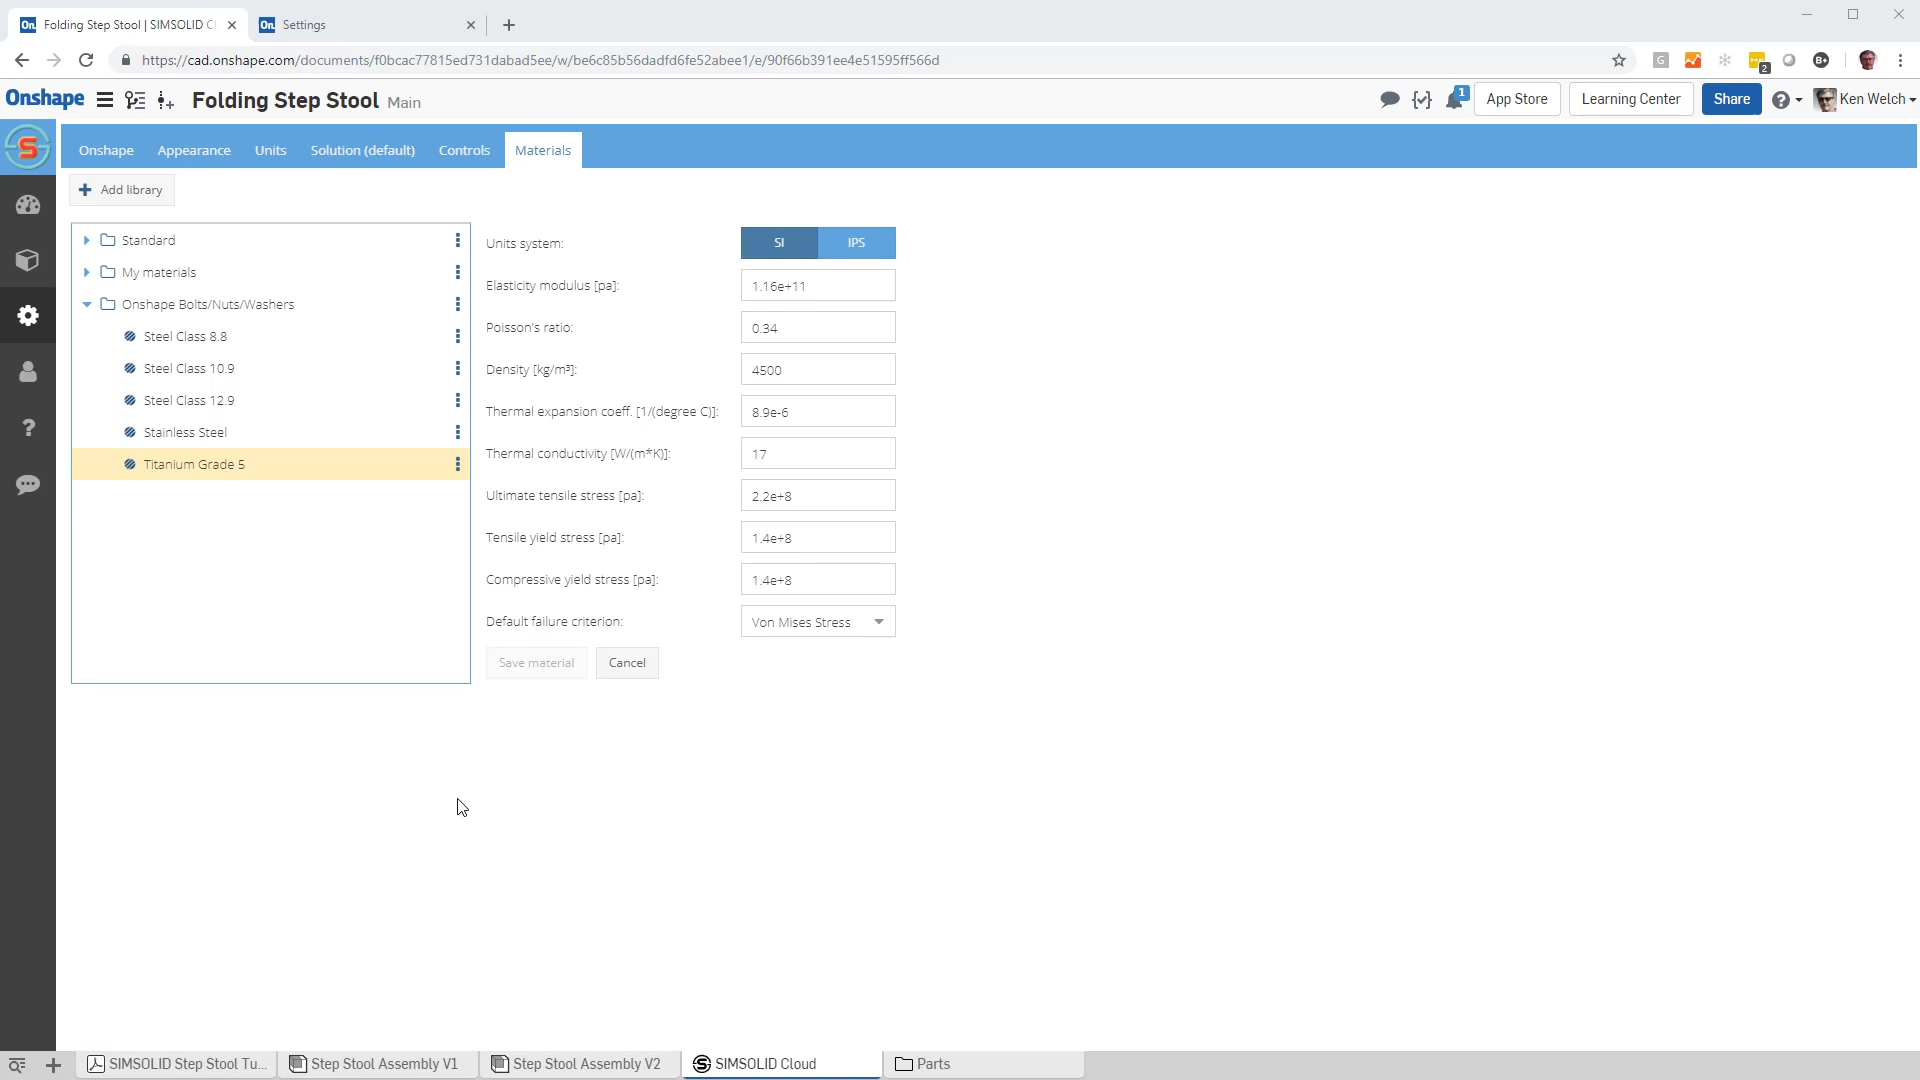 Folding Step Stool | SIMSOLID Cl
Settings
https://cad.onshape.com/documents/f0bcac77815ed731dabad5ee/w/be6c85b56dadfd6fe52abee1/e/90f66b391ee4e51595ff566d
G
2
B+
Onshape
Folding Step Stool Main
1
App Store
Learning Center
Share
Ken Welch
Onshape
Appearance
Units
Solution (default)
Controls
Materials
Add library
Standard
My materials
Onshape Bolts/Nuts/Washers
Steel Class 8.8
Steel Class 10.9
Steel Class 12.9
Stainless Steel
Titanium Grade 5
Units system: SI IPS
Elasticity modulus [pa]: 1.16e+11
Poisson's ratio: 0.34
Density [kg/m³]: 4500
Thermal expansion coeff. [1/(degree C)]: 8.9e-6
Thermal conductivity [W/(m*K)]: 17
Ultimate tensile stress [pa]: 2.2e+8
Tensile yield stress [pa]: 1.4e+8
Compressive yield stress [pa]: 1.4e+8
Default failure criterion: Von Mises Stress
Save material
Cancel
SIMSOLID Step Stool Tu...
Step Stool Assembly V1
Step Stool Assembly V2
SIMSOLID Cloud
Parts